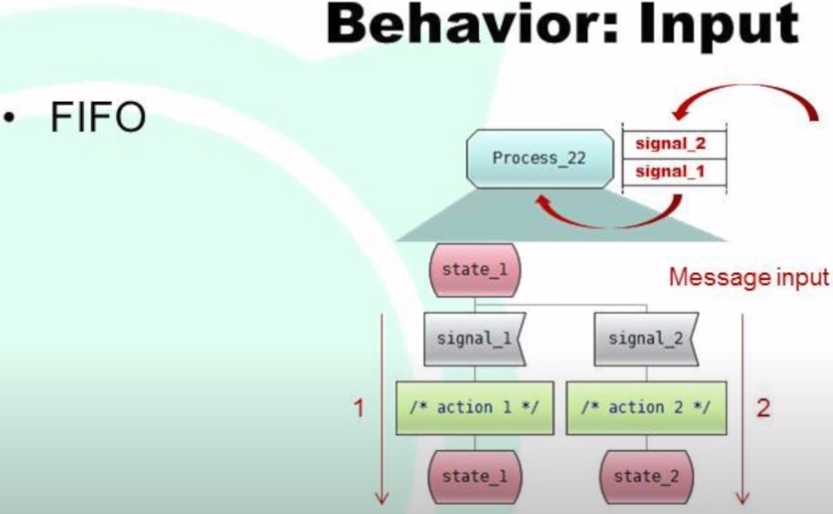 Behavior: Input
• FIFO
Process_22
signal_2
signal_1
state_1
Message input
signal_1
signal_2
1
/* action 1 */
/* action 2 */
2
state_1
state_2